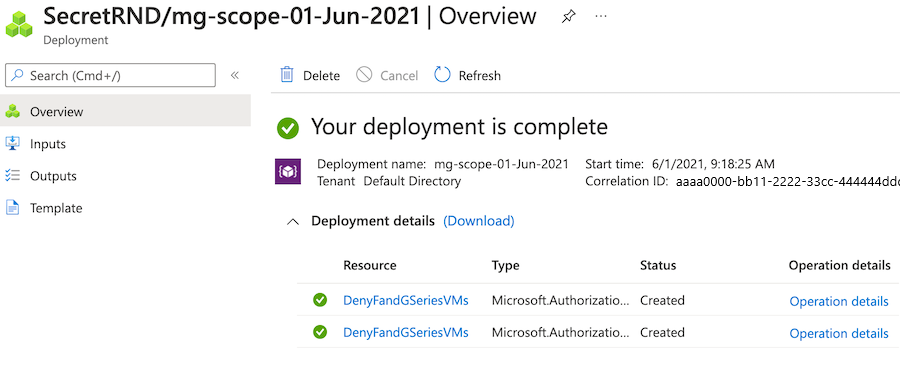 SecretRND/mg-scope-01-Jun-2021 | Overview
Deployment
Search (Cmd+/)
Overview
Inputs
Outputs
Template
Delete Cancel Refresh
Your deployment is complete
Deployment name: mg-scope-01-Jun-2021 Start time: 6/1/2021, 9:18:25 AM
Tenant Default Directory Correlation ID: aaaa0000-bb11-2222-33cc-444444ddd
Deployment details (Download)
Resource Type Status Operation details
DenyFandGSeriesVMs Microsoft.Authorizatio... Created Operation details
DenyFandGSeriesVMs Microsoft.Authorizatio... Created Operation details